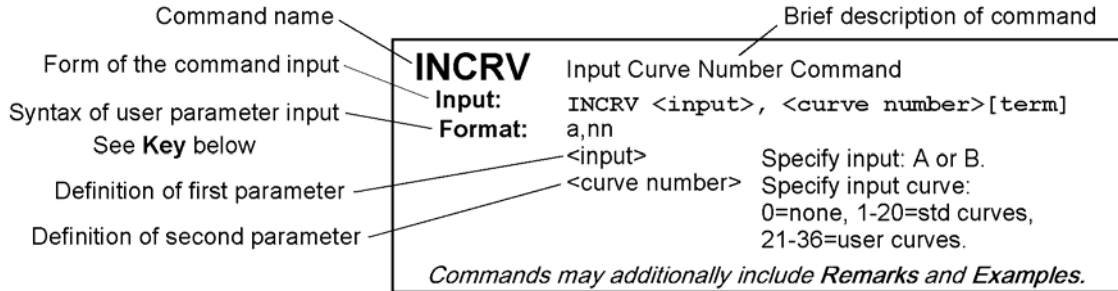 Command name
Brief description of command
Form of the command input
INCRV Input Curve Number Command
Input: INCRV <input>, <curve number>[term]
Syntax of user parameter input
Format: a,nn
See Key below
<input> Specify input: A or B.
Definition of first parameter
<curve number> Specify input curve:
0=none, 1-20=std curves,
Definition of second parameter
21-36=user curves.
Commands may additionally include Remarks and Examples.